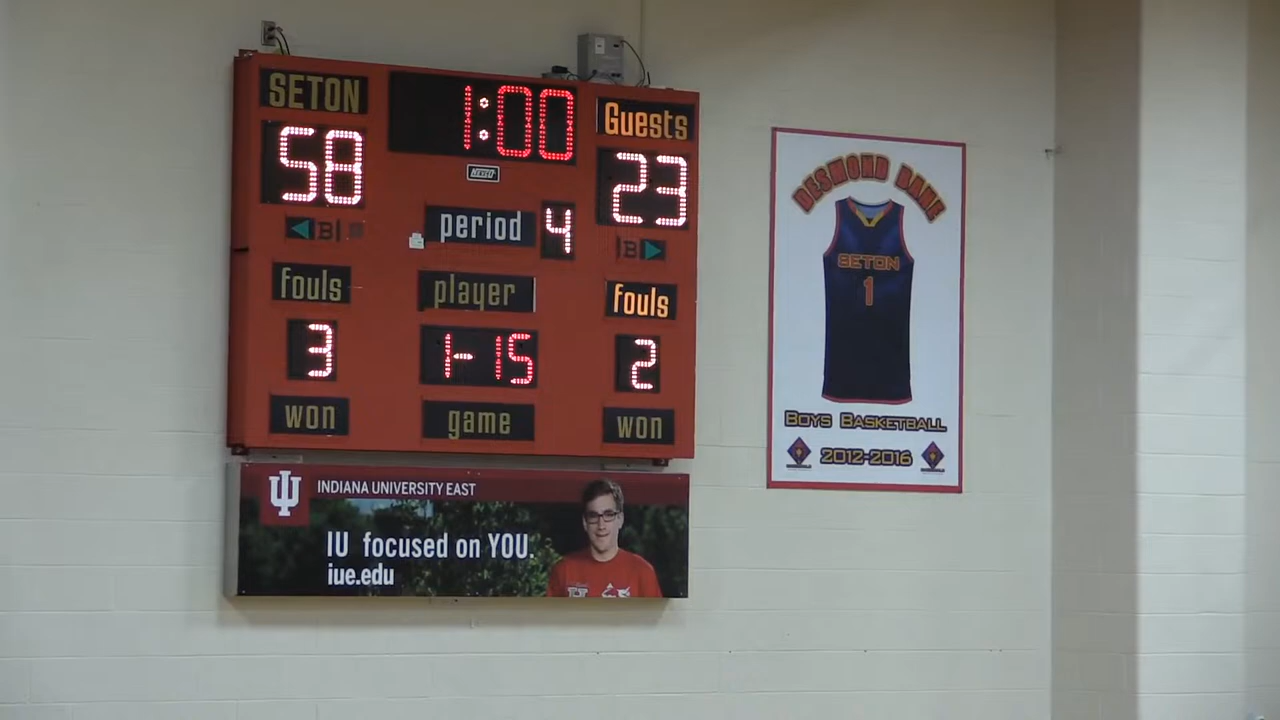 SETON
1:00
Guests
58
23
B
period
4
B
fouls
player
fouls
3
1- 15
2
won
game
won
IU
INDIANA UNIVERSITY EAST
IU focused on YOU.
iue.edu
DESMOND BANE
SETON
1
BOYS BASKETBALL
2012-2016